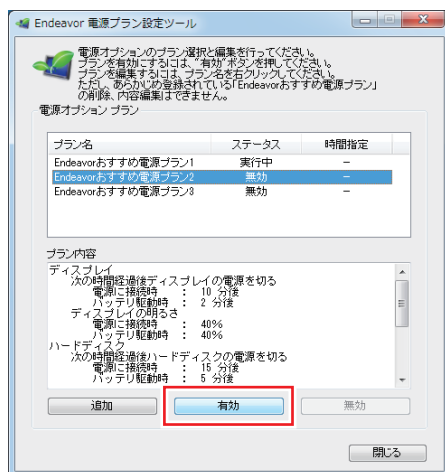 Endeavor 電源プラン設定ツール
電源オプションのプラン選択と編集を行ってください。
プランを有効にするには、“有効”ボタンを押してください。
プランを編集するには、プラン名を右クリックしてください。
ただし、あらかじめ登録されている「Endeavorおすすめ電源プラン」
の削除、内容編集はできません。
電源オプション プラン
プラン名 ステータス 時間指定
Endeavorおすすめ電源プラン1 実行中 －
Endeavorおすすめ電源プラン2 無効 －
Endeavorおすすめ電源プラン3 無効
プラン内容
ディスプレイ
次の時間経過後ディスプレイの電源を切る
電源に接続時 : 10 分後
バッテリ駆動時 : 2 分後
ディスプレイの明るさ
電源に接続時 : 40%
バッテリ駆動時 : 40%
ハードディスク
次の時間経過後ハードディスクの電源を切る
電源に接続時 : 15 分後
バッテリ駆動時 : 5 分後
追加 有効 無効
閉じる